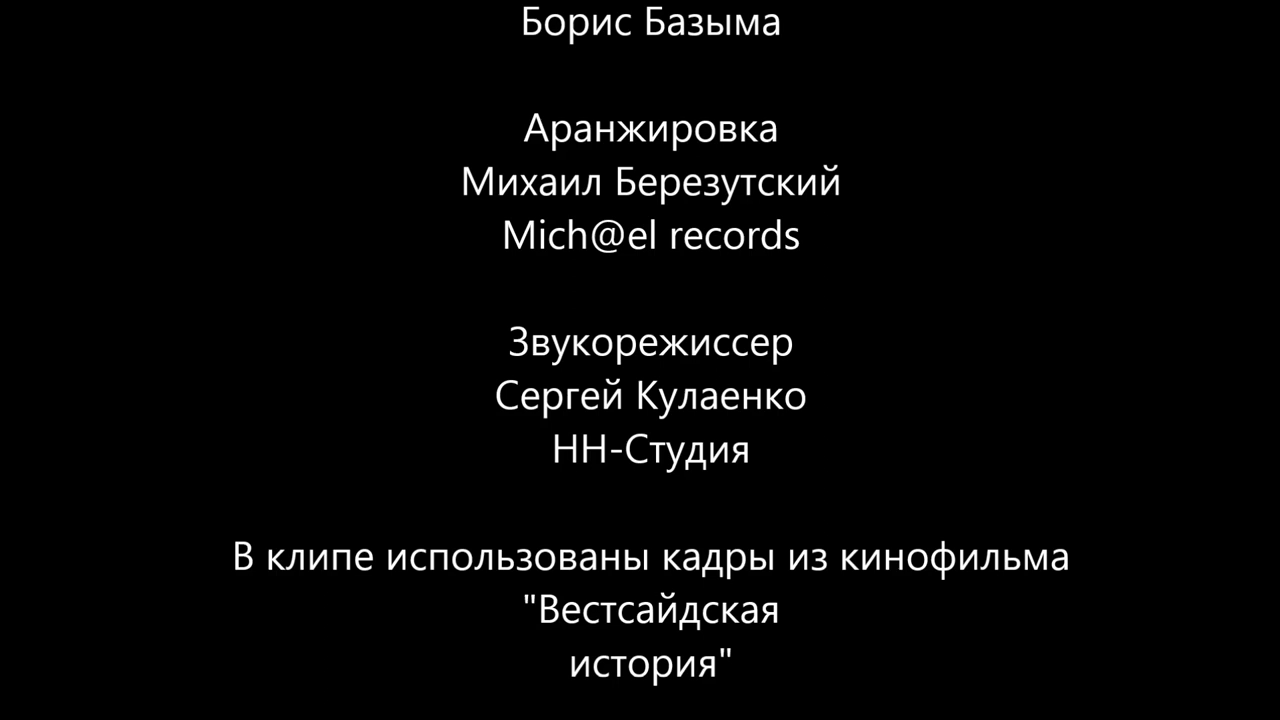 Борис Базыма
Аранжировка
Михаил Березутский
Mich@el records
Звукорежиссер
Сергей Кулаенко
НН-Студия
В клипе использованы кадры из кинофильма
"Вестсайдская
история"